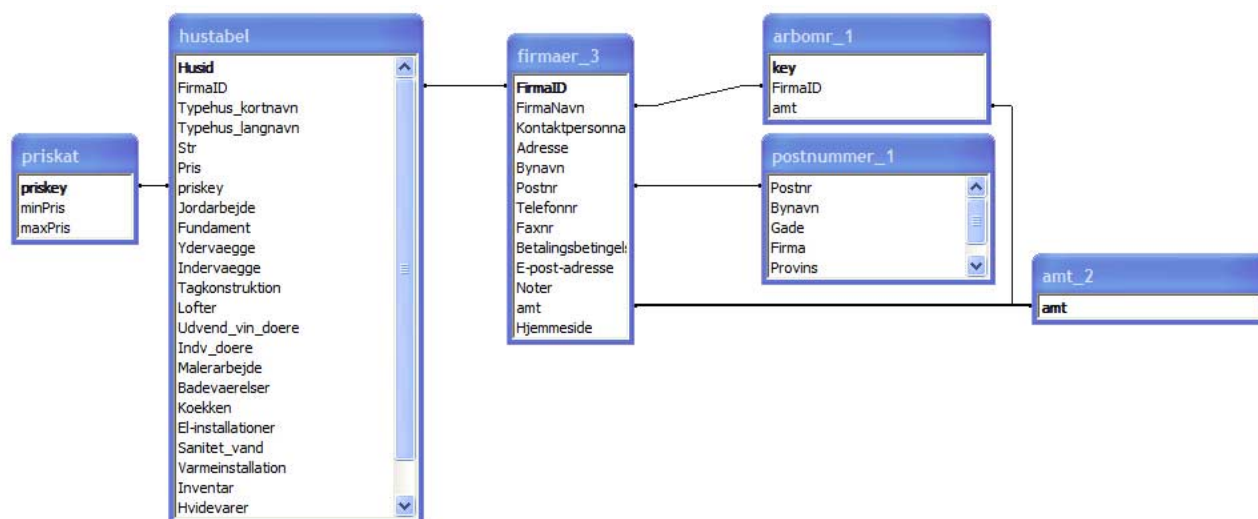 priskat
priskey
minPris
maxPris
hustabel
Husid
FirmaID
Typehus_kortnavn
Typehus_langnavn
Str
Pris
priskey
Jordarbejde
Fundament
Ydervaegge
Indervaegge
Tagkonstruktion
Lofter
Udvend_vin_doere
Indv_doere
Malerarbejde
Badevaerelser
Koekken
El-installationer
Sanitet_vand
Varmeinstallation
Inventar
Hvidevarer
firmaer_3
FirmaID
FirmaNavn
Kontaktpersonna
Adresse
Bynavn
Postnr
Telefonnr
Faxnr
Betalingsbetingels
E-post-adresse
Noter
amt
Hjemmeside
arbomr_1
key
FirmaID
amt
postnummer_1
Postnr
Bynavn
Gade
Firma
Provins
amt_2
amt